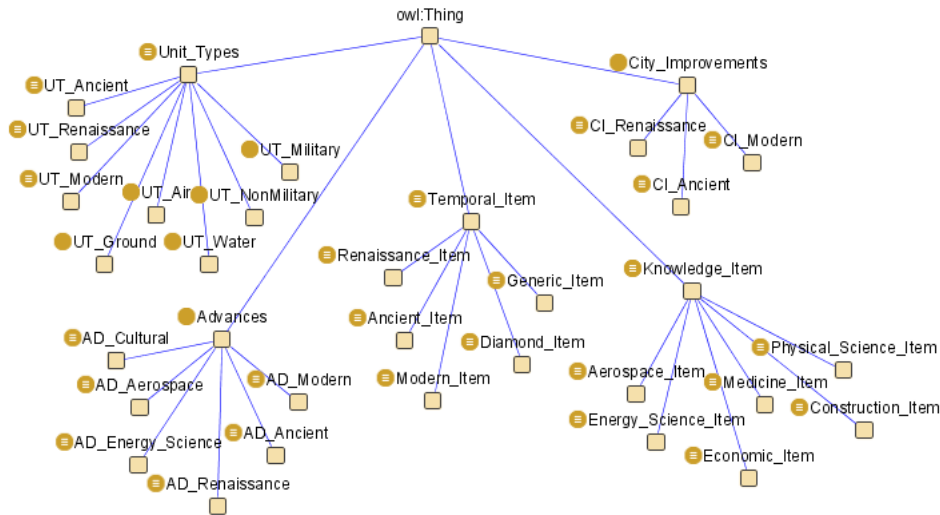 owl:Thing
Unit_Types
City_Improvements
UT_Ancient
UT_Renaissance
CI_Renaissance
CI_Modern
UT_Military
UT_Modern
UT_Air
UT_NonMilitary
CI_Ancient
Temporal_Item
UT_Ground
UT_Water
Renaissance_Item
Knowledge_Item
Generic_Item
Advances
Ancient_Item
AD_Cultural
Diamond_Item
Physical_Science_Item
AD_Aerospace
AD_Modern
Modern_Item
Aerospace_Item
Medicine_Item
Construction_Item
Energy_Science_Item
AD_Energy_Science
AD_Ancient
Economic_Item
AD_Renaissance